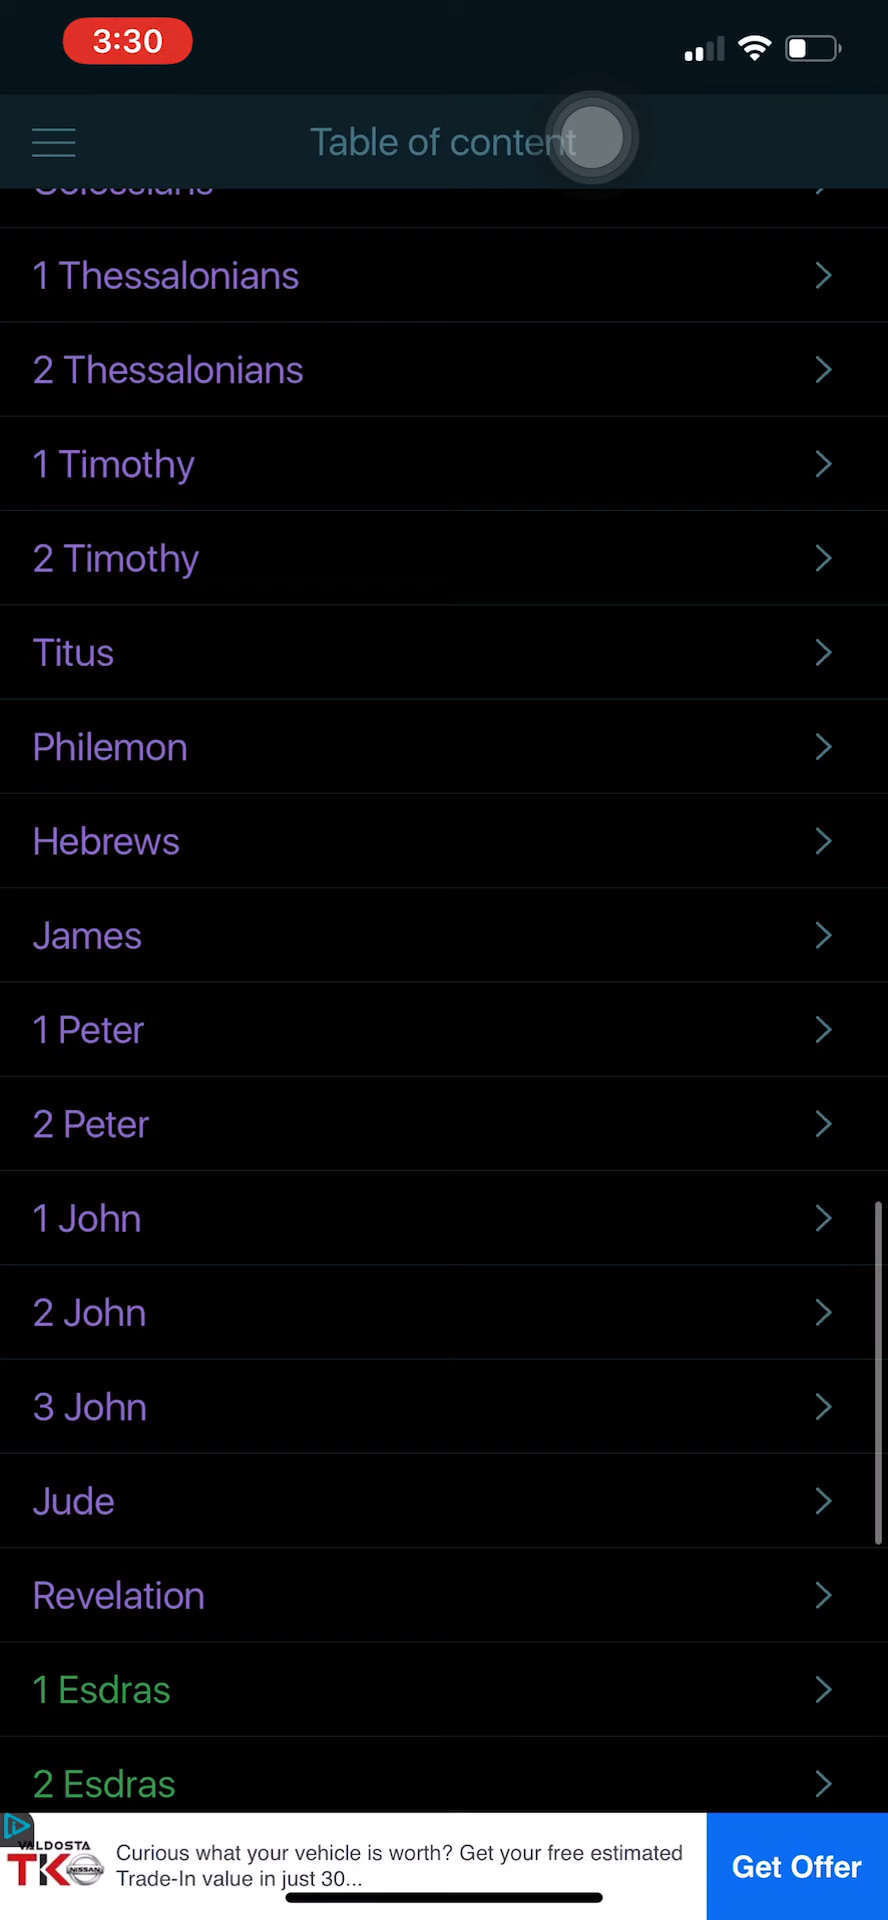 3:30
Table of content
Colossians
1 Thessalonians
2 Thessalonians
1 Timothy
2 Timothy
Titus
Philemon
Hebrews
James
1 Peter
2 Peter
1 John
2 John
3 John
Jude
Revelation
1 Esdras
2 Esdras
VALDOSTA
TK NISSAN
Curious what your vehicle is worth? Get your free estimated
Trade-In value in just 30...
Get Offer